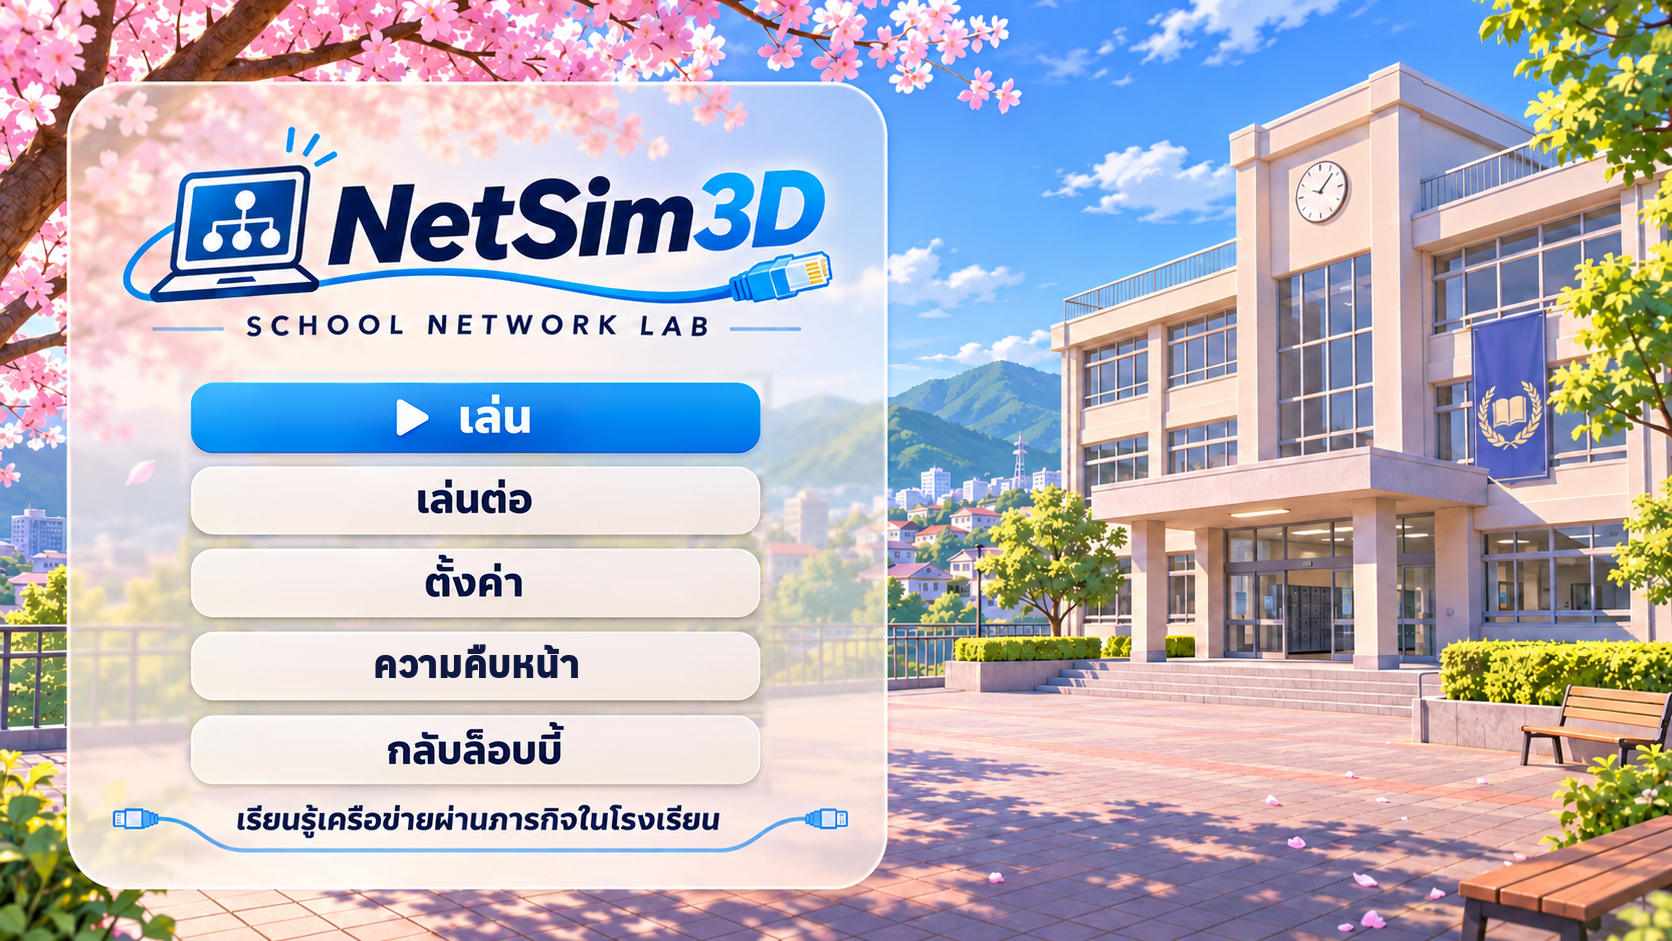 NetSim3D
SCHOOL NETWORK LAB
เล่น
เล่นต่อ
ตั้งค่า
ความคืบหน้า
กลับล็อบบี้
เรียนรู้เครือข่ายผ่านภารกิจในโรงเรียน